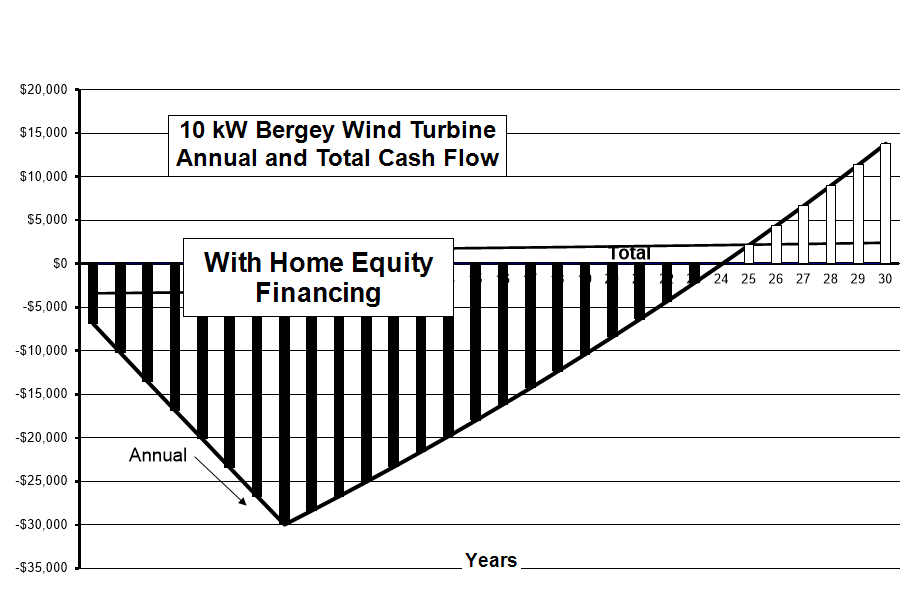 $20,000
$15,000
$10,000
$5,000
$0
-$5,000
-$10,000
-$15,000
-$20,000
-$25,000
-$30,000
-$35,000
10 kW Bergey Wind Turbine
Annual and Total Cash Flow
With Home Equity
Financing
Total
24 25 26 27 28 29 30
Annual
Years